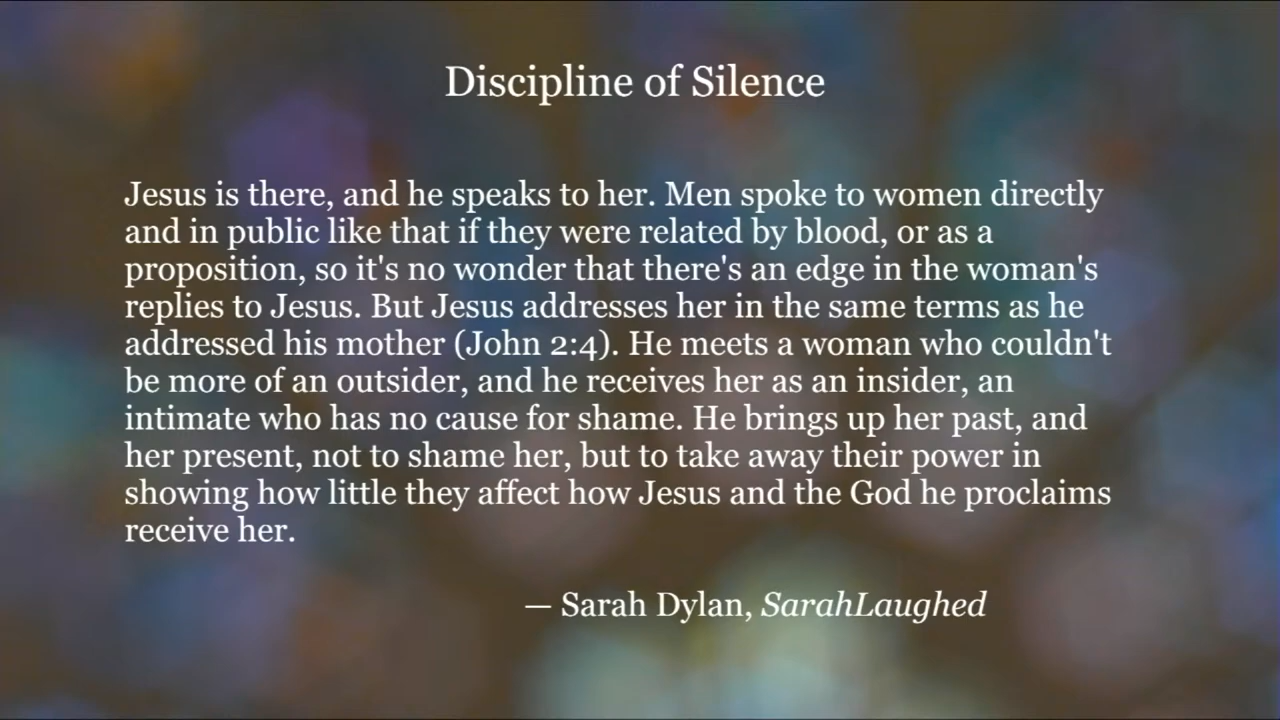 Discipline of Silence
Jesus is there, and he speaks to her. Men spoke to women directly
and in public like that if they were related by blood, or as a
proposition, so it's no wonder that there's an edge in the woman's
replies to Jesus. But Jesus addresses her in the same terms as he
addressed his mother (John 2:4). He meets a woman who couldn't
be more of an outsider, and he receives her as an insider, an
intimate who has no cause for shame. He brings up her past, and
her present, not to shame her, but to take away their power in
showing how little they affect how Jesus and the God he proclaims
receive her.
— Sarah Dylan, SarahLaughed